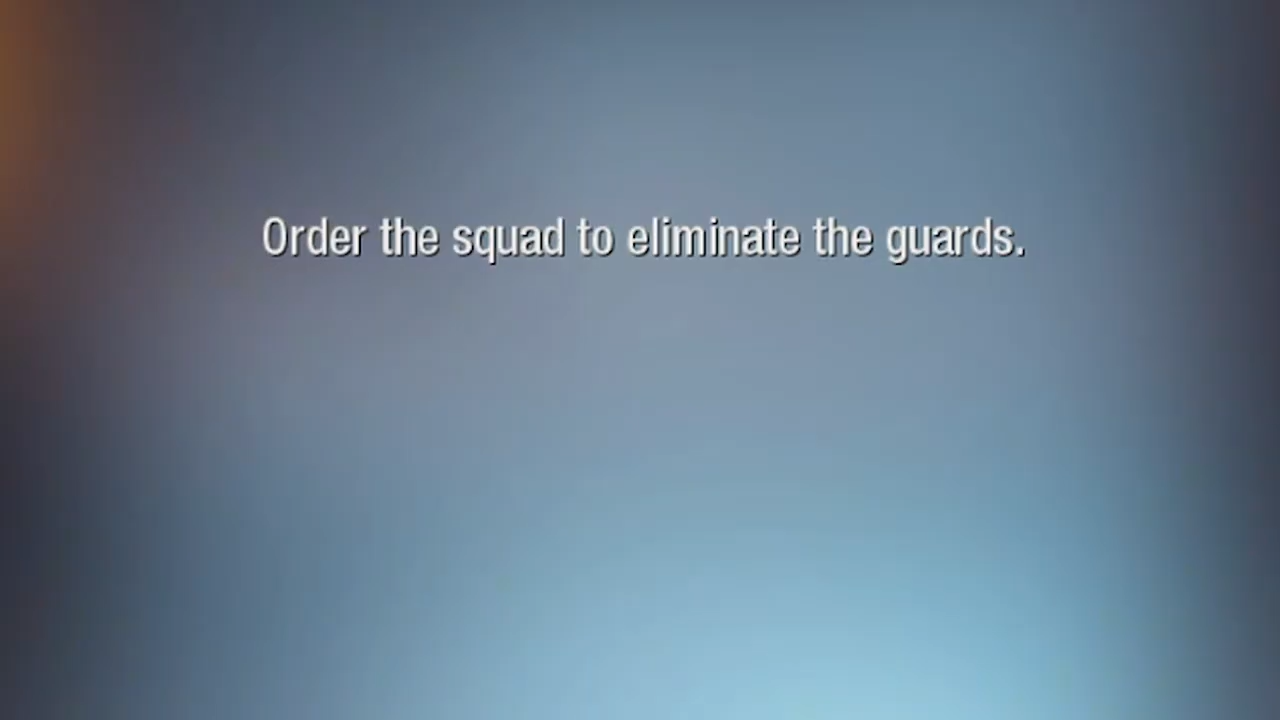 Order the squad to eliminate the guards.